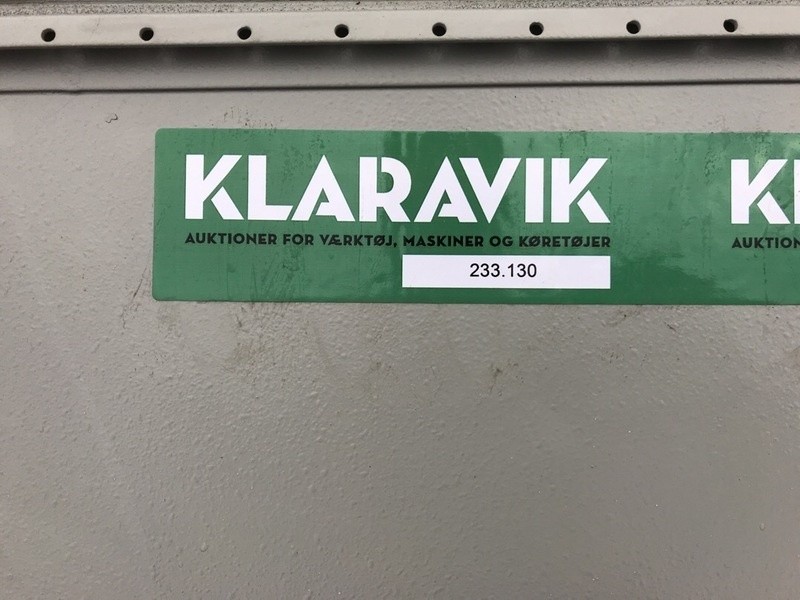 KLARAVIK
AUKTIONER FOR VÆRKTØJ, MASKINER OG KØRETØJER
233.130